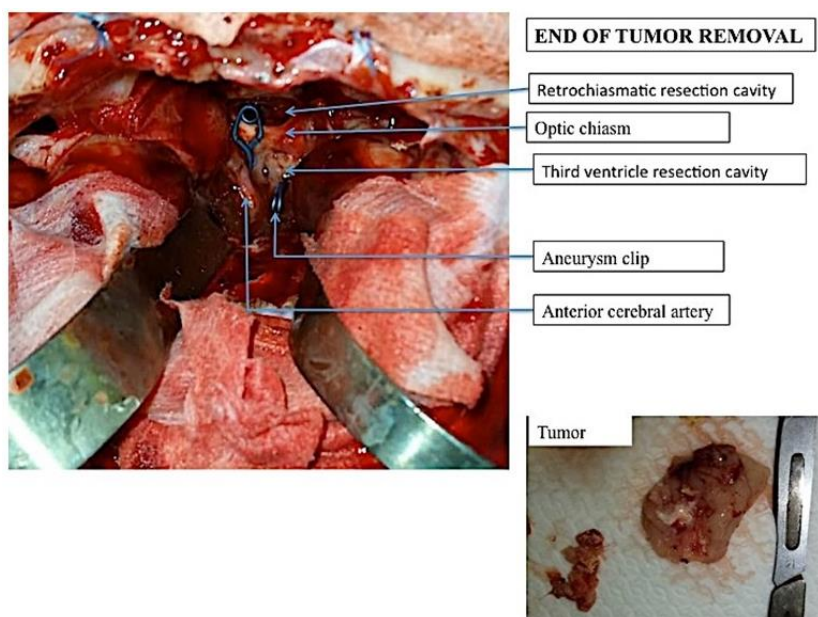 END OF TUMOR REMOVAL
Retrochiasmatic resection cavity
Optic chiasm
Third ventricle resection cavity
Aneurysm clip
Anterior cerebral artery
Tumor